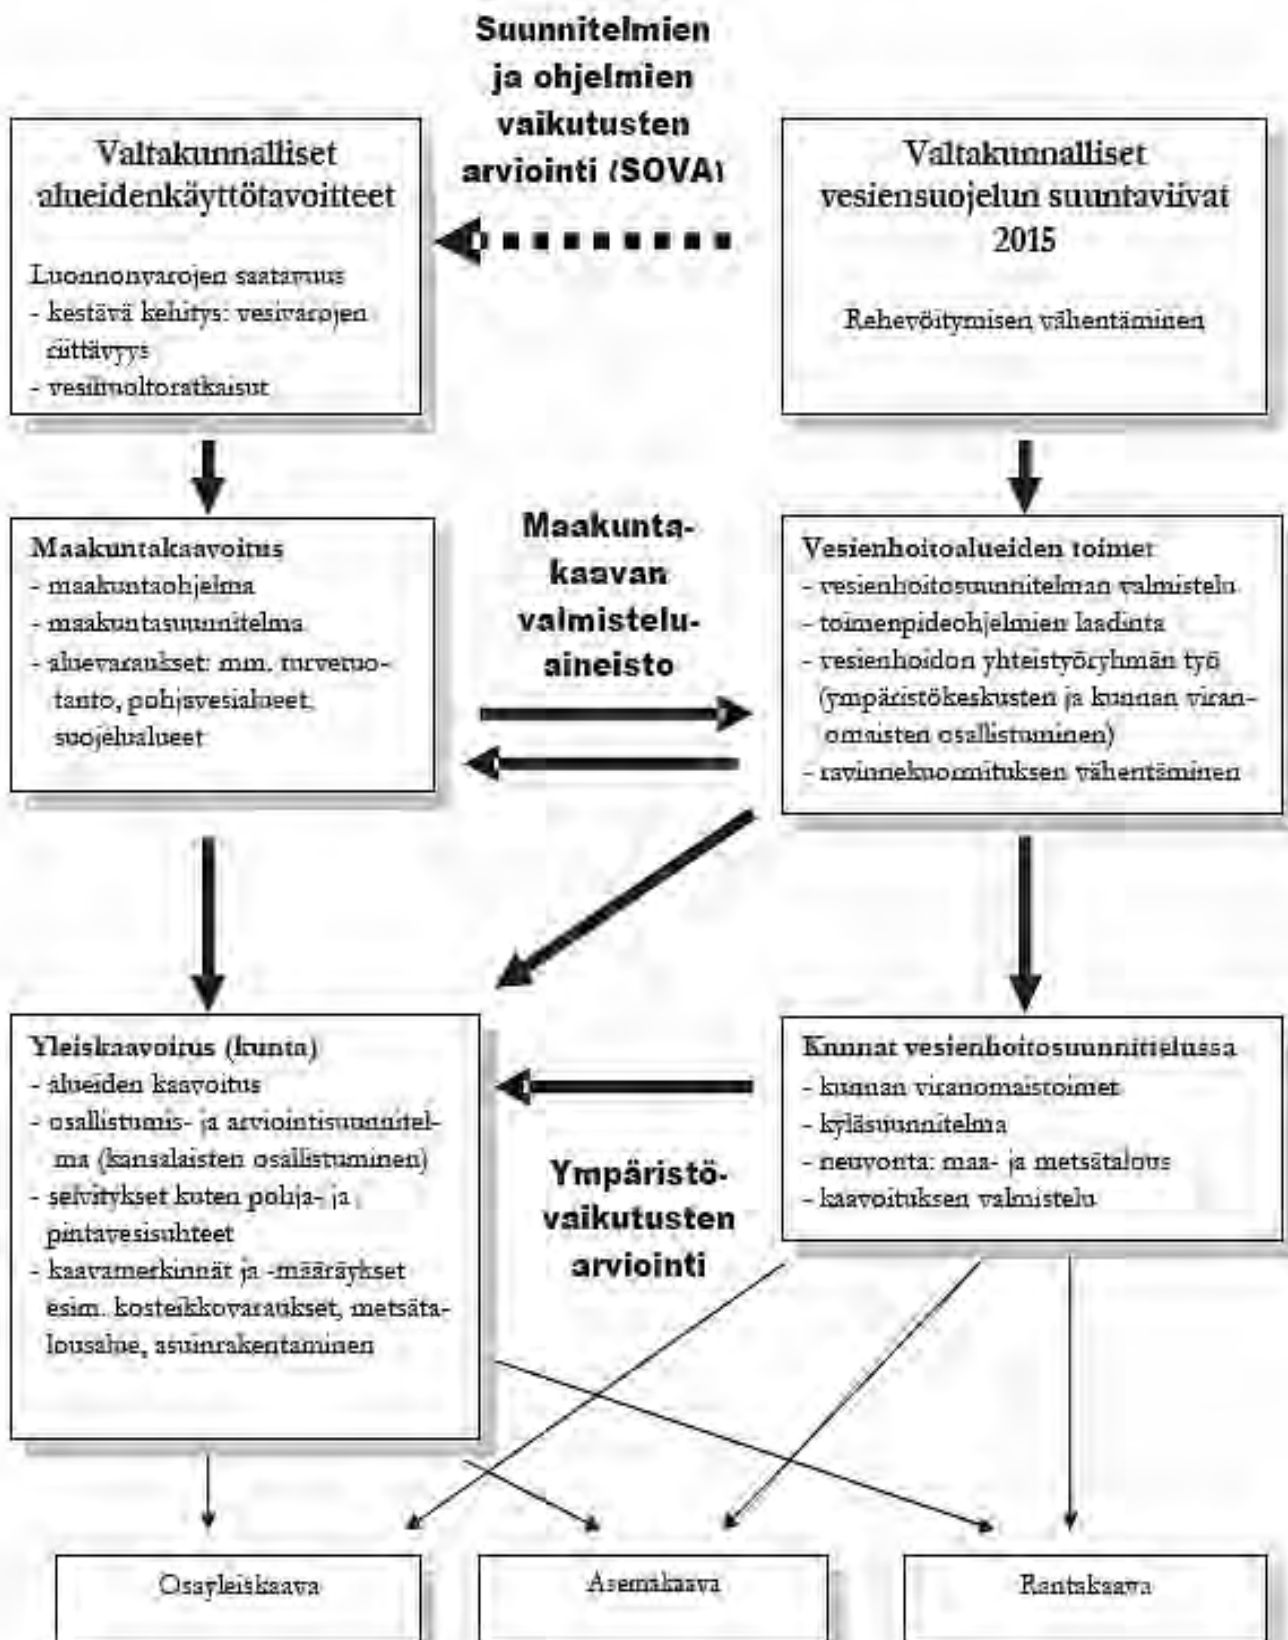 Suunnitelmien
ja ohjelmien
vaikutusten
arviointi (SOVA)
Valtakunnalliset
alueidenkäyttötavoitteet
Luonnonvarojen saatavuus
- kestävä kehitys: vesivarojen
riittävyys
- vesihuoltoratkaisut
Valtakunnalliset
vesiensuojelun suuntaviivat
2015
Rehevöitymisen vähentäminen
Maakuntakaavoitus
- maakuntaohjelma
- maakuntasuunnitelma
- aluevaraukset: mm. turvetuo-
tanto, pohjavesialueet,
suojelualueet
Maakunta-
kaavan
valmistelu-
aineisto
Vesienhoitoalueiden toimet
- vesienhoitosuunnitelman valmistelu
- toimenpideohjelmien laadinta
- vesienhoidon yhteistyöryhmän työ
(ympäristökeskusten ja kunnan viran-
omaisten osallistuminen)
- ravinnekuormituksen vähentäminen
Yleiskaavoitus (kunta)
- alueiden kaavoitus
- osallistumis- ja arviointisuunnitel-
ma (kansalaisten osallistuminen)
- selvitykset kuten pohja- ja
pintavesisuhteet
- kaavamerkinnät ja -määräykset
esim. kosteikkovaraukset, metsäta-
lousalue, asuinrakentaminen
Ympäristö-
vaikutusten
arviointi
Kunnat vesienhoitosuunnittelussa
- kunnan viranomaistoimet
- kyläsuunnitelma
- neuvonta: maa- ja metsätalous
- kaavoituksen valmistelu
Osayleiskaava
Asemakaava
Rantakaava